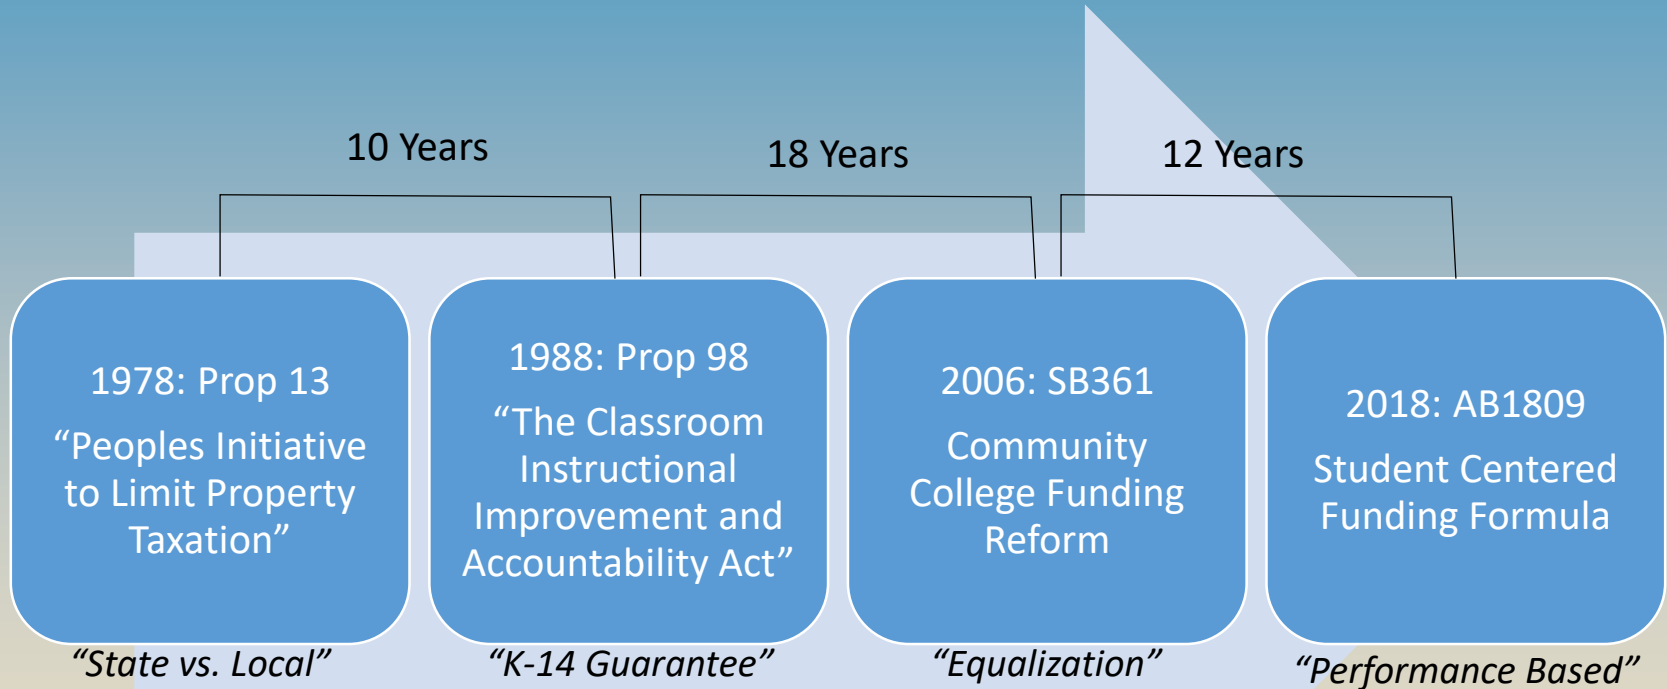 10 Years
18 Years
12 Years
1978: Prop 13
“Peoples Initiative
to Limit Property
Taxation”
1988: Prop 98
“The Classroom
Instructional
Improvement and
Accountability Act”
2006: SB361
Community
College Funding
Reform
2018: AB1809
Student Centered
Funding Formula
“State vs. Local”
“K-14 Guarantee”
“Equalization”
“Performance Based”